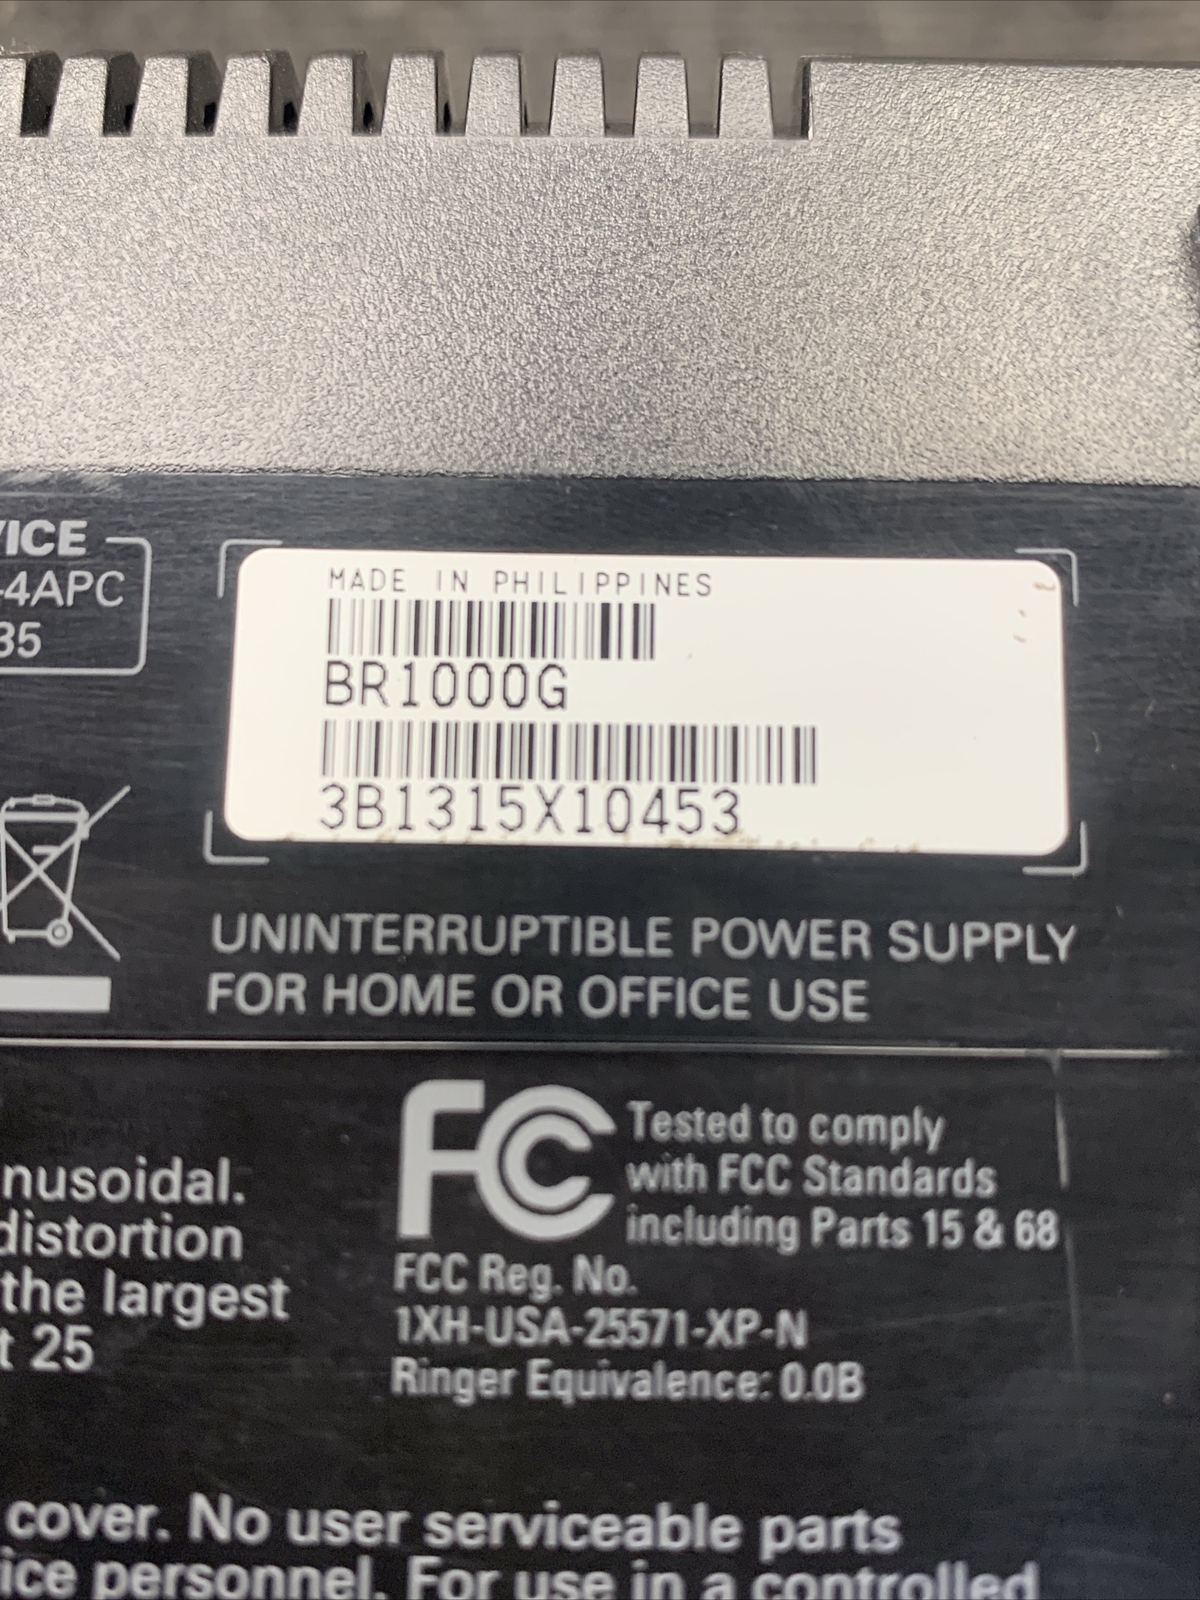 VICE
-4APC
35
MADE IN PHILIPPINES
BR1000G
3B1315X10453
UNINTERRUPTIBLE POWER SUPPLY
FOR HOME OR OFFICE USE
nusoidal.
distortion
the largest
t 25
FC Tested to comply
with FCC Standards
including Parts 15 & 68
FCC Reg. No.
1XH-USA-25571-XP-N
Ringer Equivalence: 0.0B
cover. No user serviceable parts
ice personnel. For use in a controlled